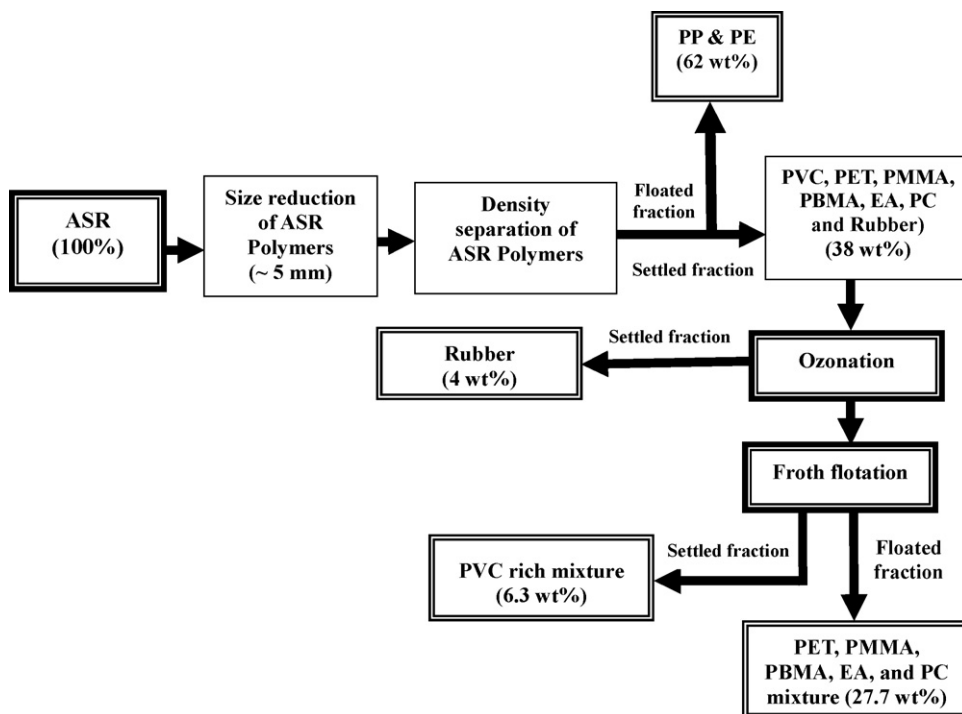 PP & PE
(62 wt%)
ASR
(100%)
Size reduction
of ASR
Polymers
(~ 5 mm)
Density
separation of
ASR Polymers
Floated
fraction
Settled fraction
PVC, PET, PMMA,
PBMA, EA, PC
and Rubber)
(38 wt%)
Settled fraction
Rubber
(4 wt%)
Ozonation
Froth flotation
Settled fraction
Floated
fraction
PVC rich mixture
(6.3 wt%)
PET, PMMA,
PBMA, EA, and PC
mixture (27.7 wt%)